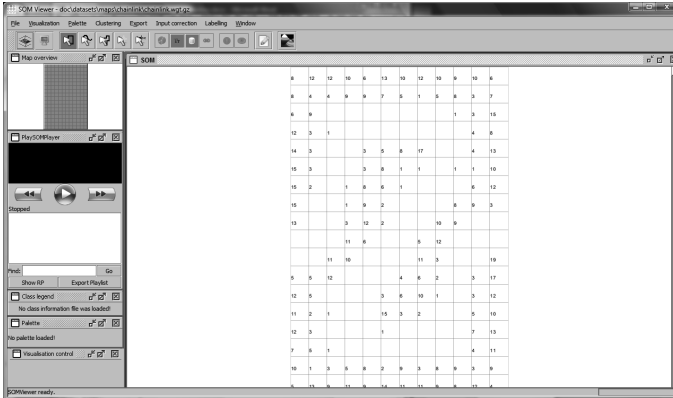 SOM Viewer - doc\datasets\maps\chainlink\chainlink.wgt.gz
File Visualization Palette Clustering Export Input correction Labelling Window
Map overview
SOM
8 12 12 10 6 13 10 12 10 9 10 6
8 4 4 9 9 7 5 1 5 8 3 7
6 9 1 3 15
12 3 1 4 8
PlaySOMPlayer
14 3 3 5 8 17 4 13
15 3 3 8 1 1 1 1 10
15 2 1 8 6 1 6 12
15 1 9 2 8 9 3
Stopped
13 3 12 2 10 9
11 8 5 12
11 10 11 3 19
Find: Go
5 5 12 4 6 2 3 17
Show RP Export Playlist
Class legend
12 5 3 6 10 1 3 12
No class information file was loaded!
11 2 1 15 3 2 5 10
Palette
12 3 1 7 13
No palette loaded!
7 5 1 4 11
Visualisation control
10 1 3 5 8 2 9 3 8 9 3 9
SOMViewer ready.